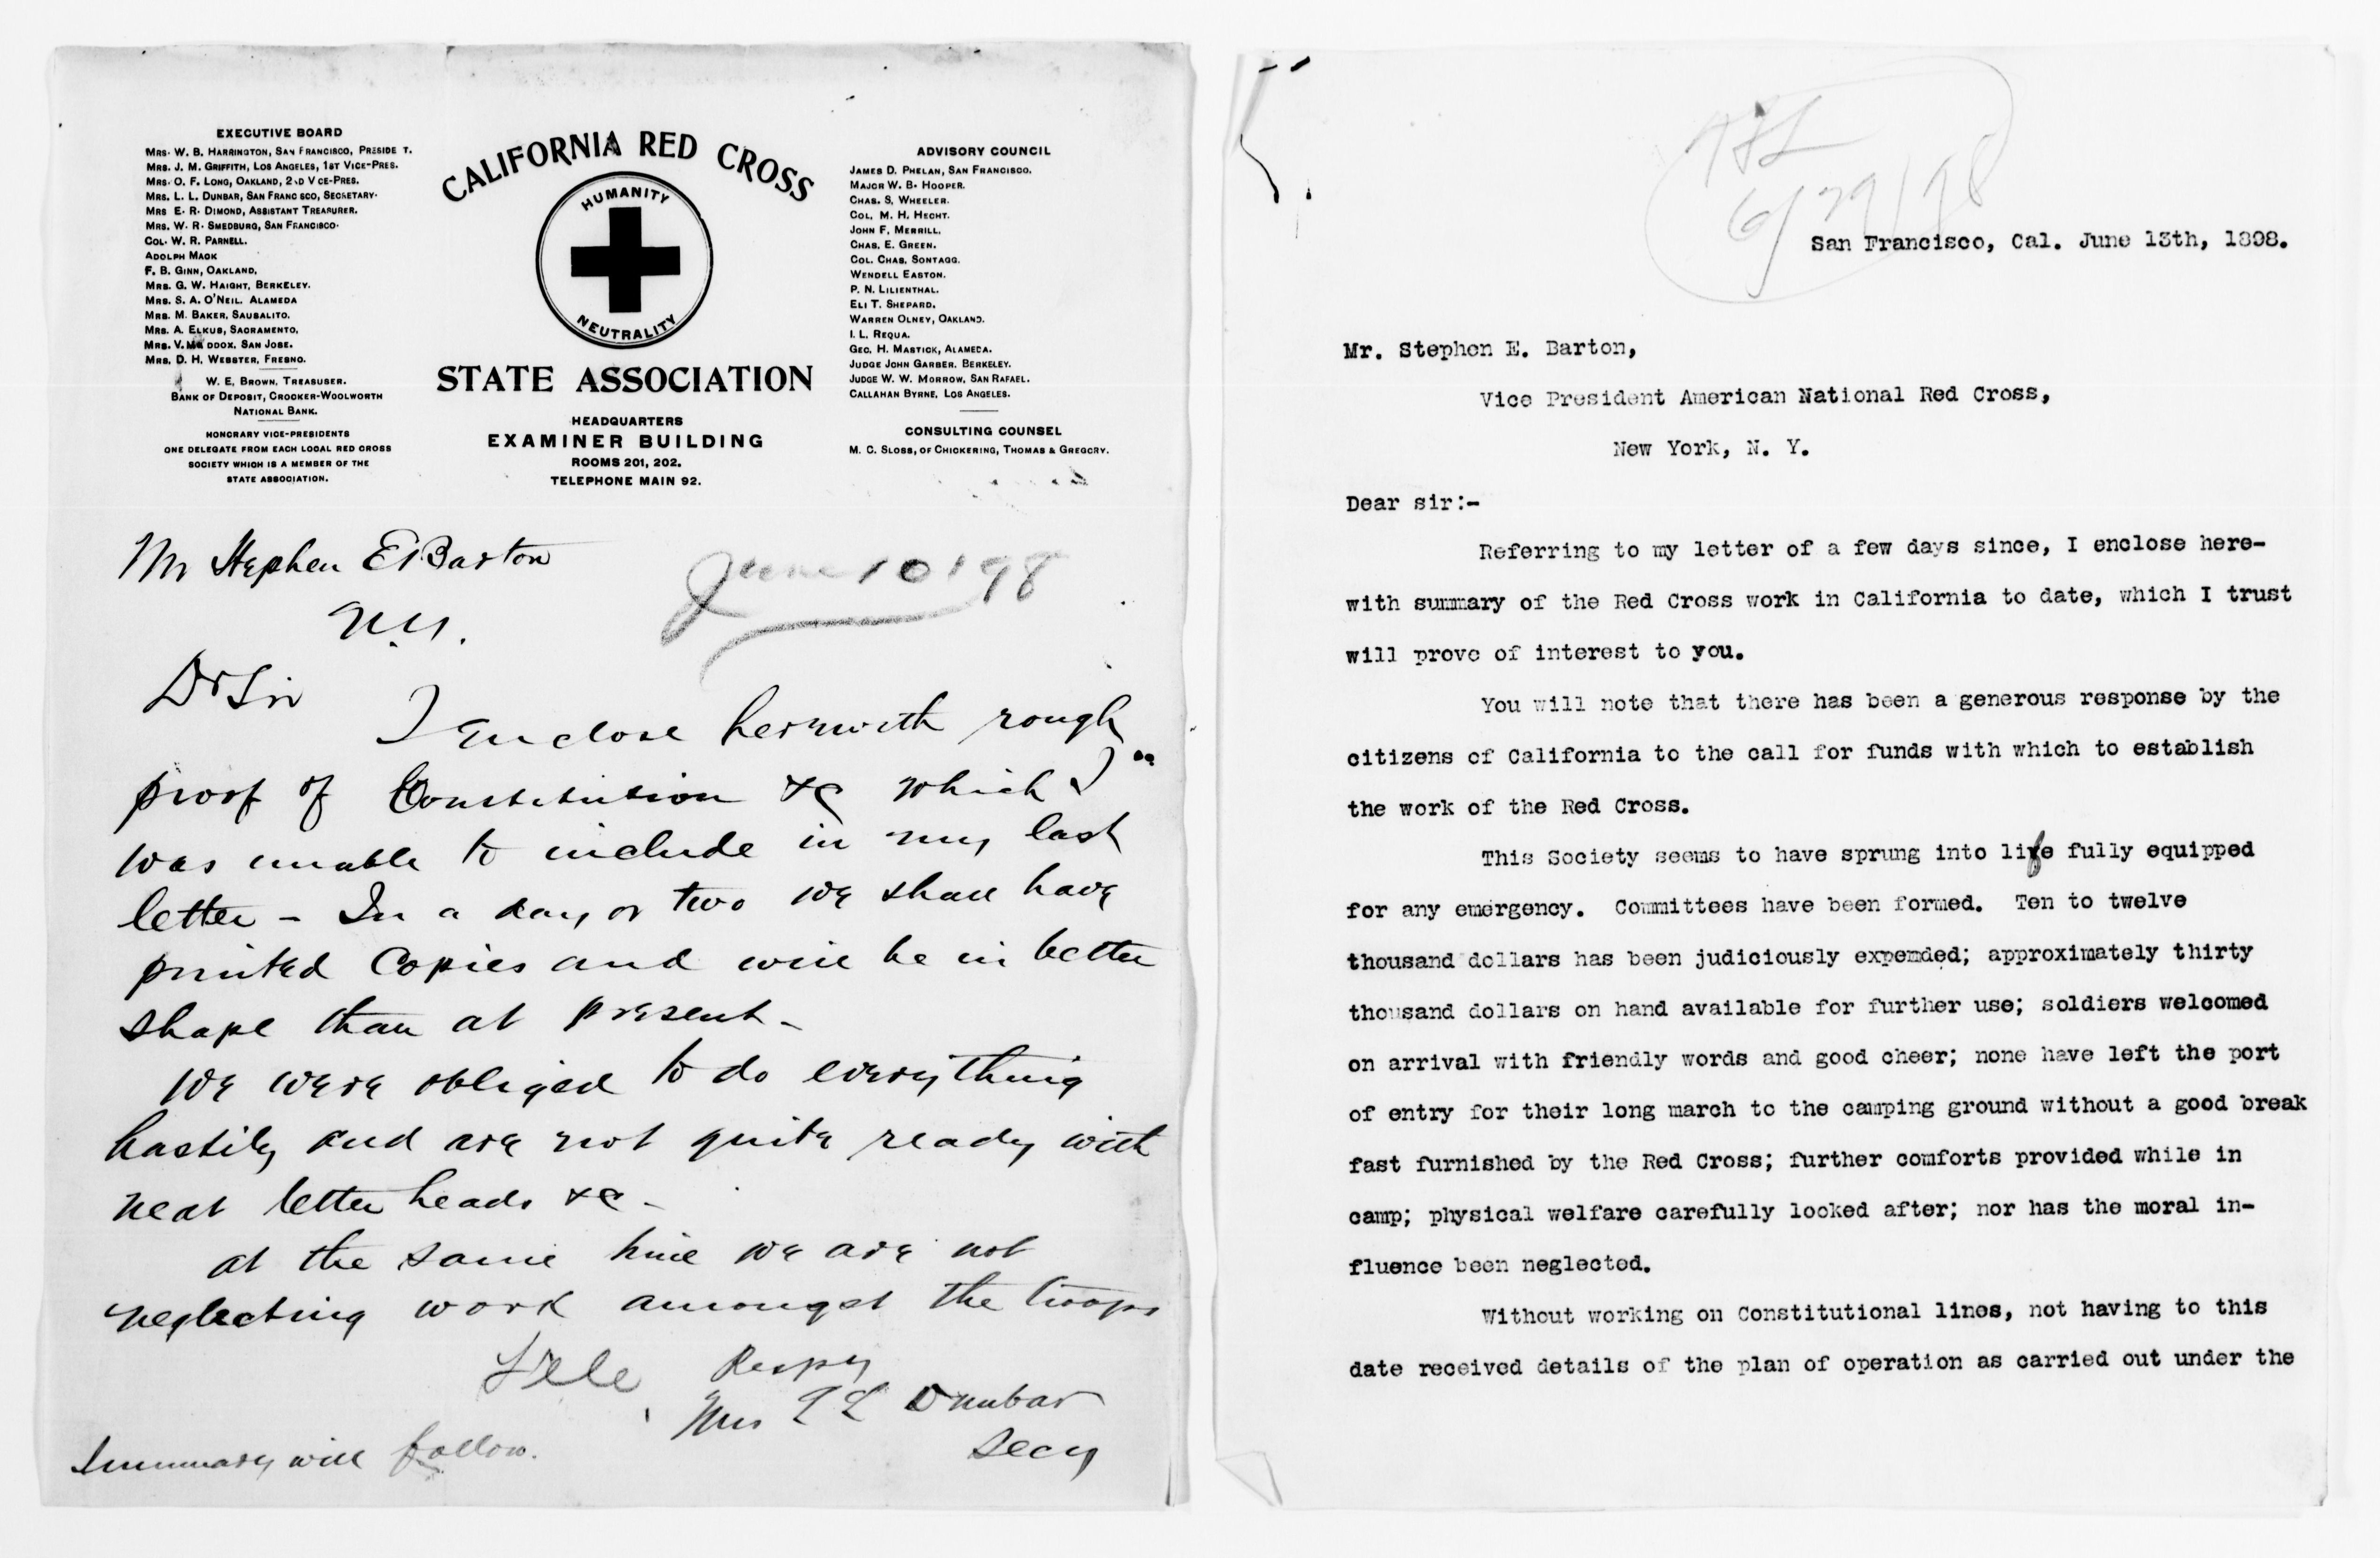 EXECUTIVE BOARD
MRS. W. B. HARRINGTON, SAN FRANCISCO, PRESIDE T.
MRS. J. M. GRIFFITH, LOS ANGELES, 1ST VICE-PRES.
MRS. O. F. LONG, OAKLAND, 2ND V CE-PRES.
MRS. L. L. DUNBAR, SAN FRANC SCO, SECRETARY.
MRS E. R. DIMOND, ASSISTANT TREASURER.
MRS. W. R. SMEDBURG, SAN FRANCISCO.
COL. W. R. PARNELL.
ADOLPH MACK
F. B. GINN, OAKLAND,
MRS. G. W. HAIGHT, BERKELEY.
MRS. S. A. O'NEIL. ALAMEDA
MRS. M. BAKER, SAUSALITO.
MRS. A. ELKUS, SACRAMENTO,
MRS. V. MADDOX. SAN JOSE.
MRS. D. H. WEBSTER, FRESNO.
W. E. BROWN, TREASUSER.
BANK OF DEPOSIT, CROCKER-WOOLWORTH
NATIONAL BANK.
HONORARY VICE-PRESIDENTS
ONE DELEGATE FROM EACH LOCAL RED CROSS
SOCIETY WHICH IS A MEMBER OF THE
STATE ASSOCIATION.
CALIFORNIA RED CROSS
HUMANITY
NEUTRALITY
STATE ASSOCIATION
HEADQUARTERS
EXAMINER BUILDING
ROOMS 201, 202.
TELEPHONE MAIN 92.
ADVISORY COUNCIL
JAMES D. PHELAN, SAN FRANCISCO.
MAJOR W. B. HOOPER.
CHAS. S. WHEELER.
COL. M. H. HECHT.
JOHN F. MERRILL.
CHAS. E. GREEN.
COL. CHAS. SONTAGG.
WENDELL EASTON.
P. N. LILIENTHAL.
ELI T. SHEPARD.
WARREN OLNEY, OAKLAND.
I. L. REQUA.
GEO. H. MASTICK, ALAMEDA.
JUDGE JOHN GARBER. BERKELEY.
JUDGE W. W. MORROW, SAN RAFAEL.
CALLAHAN BYRNE, LOS ANGELES.
CONSULTING COUNSEL
M. C. SLOSS, OF CHICKERING, THOMAS & GREGORY.
Mr Stephen E Barton
N.Y.
June 10 / 98
Dr Sir
I enclose herewith rough
proof of Constitution &c which I
was unable to include in my last
letter - In a day or two we shall have
printed Copies and will be in better
shape than at present -
We were obliged to do everything
hastily and are not quite ready with
neat letter heads &c -
at the same time we are not
neglecting work amongst the troops
Respy
Mrs L L Dunbar
Secy
Summary will follow.
6/29/98
San Francisco, Cal. June 13th, 1898.
Mr. Stephen E. Barton,
Vice President American National Red Cross,
New York, N. Y.
Dear sir:-
Referring to my letter of a few days since, I enclose here-
with summary of the Red Cross work in California to date, which I trust
will prove of interest to you.
You will note that there has been a generous response by the
citizens of California to the call for funds with which to establish
the work of the Red Cross.
This Society seems to have sprung into life fully equipped
for any emergency. Committees have been formed. Ten to twelve
thousand dollars has been judiciously expemded; approximately thirty
thousand dollars on hand available for further use; soldiers welcomed
on arrival with friendly words and good cheer; none have left the port
of entry for their long march to the camping ground without a good break
fast furnished by the Red Cross; further comforts provided while in
camp; physical welfare carefully looked after; nor has the moral in-
fluence been neglected.
Without working on Constitutional lines, not having to this
date received details of the plan of operation as carried out under the